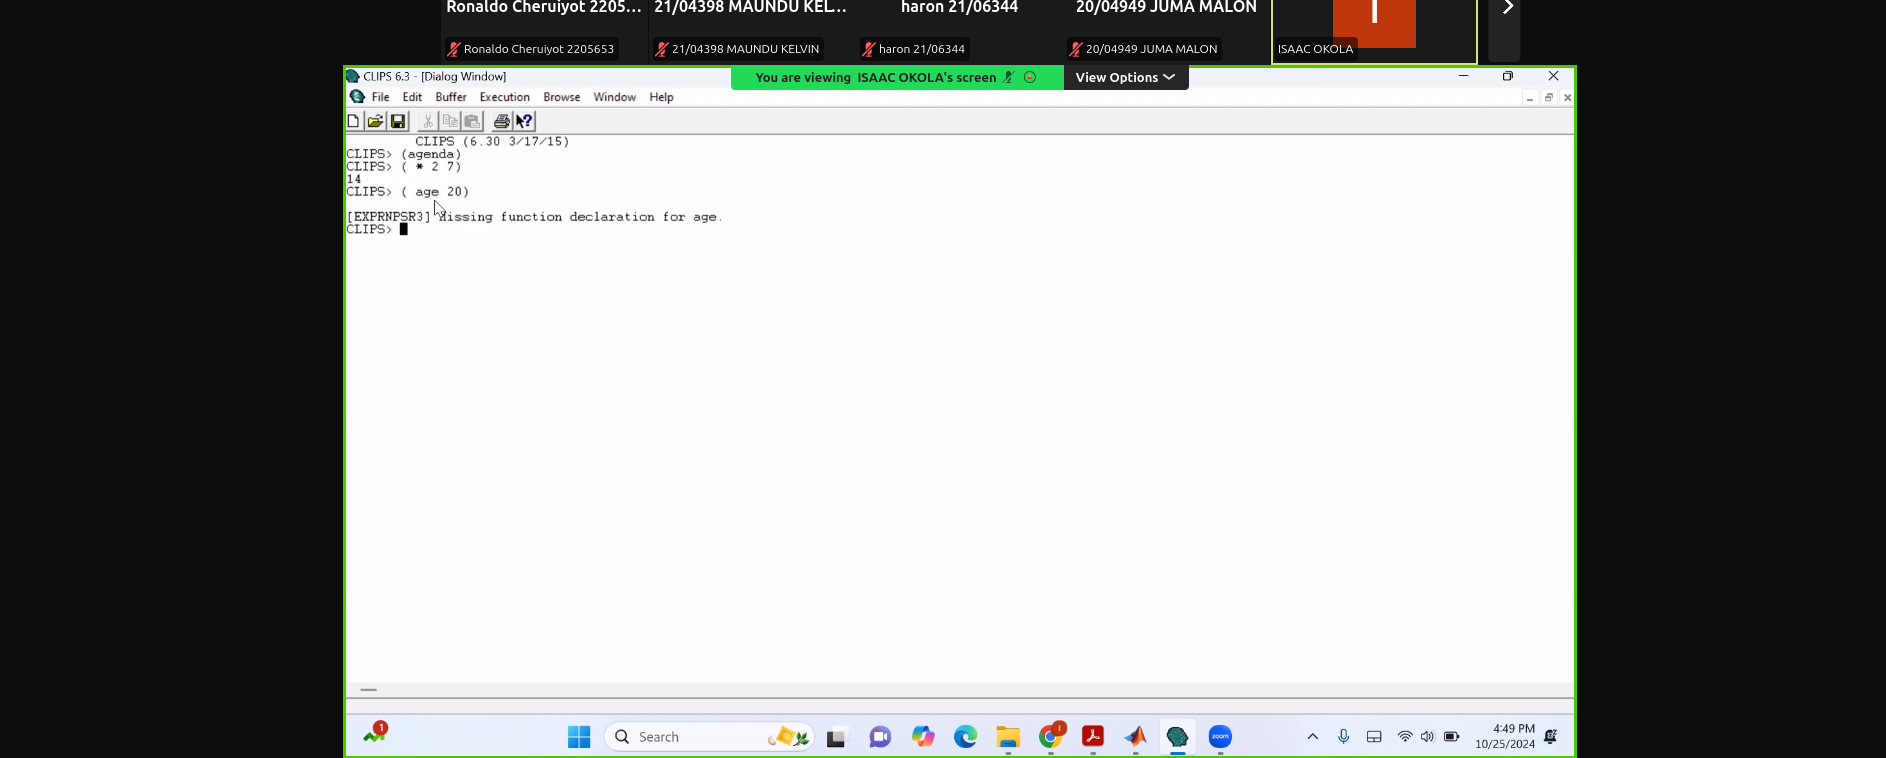 Ronaldo Cheruiyot 2205...
21/04398 MAUNDU KEL...
haron 21/06344
20/04949 JUMA MALON
I
Ronaldo Cheruiyot 2205653
21/04398 MAUNDU KELVIN
haron 21/06344
20/04949 JUMA MALON
ISAAC OKOLA
CLIPS 6.3 - [Dialog Window]
You are viewing ISAAC OKOLA's screen
View Options
File Edit Buffer Execution Browse Window Help
CLIPS (6.30 3/17/15)
CLIPS> (agenda)
CLIPS> ( * 2 7)
14
CLIPS> ( age 20)
[EXPRNPSR3] Missing function declaration for age.
CLIPS>
1
Search
zoom
4:49 PM
10/25/2024